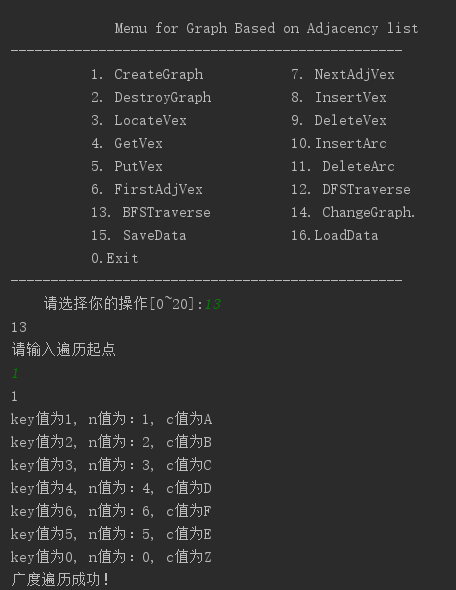 Menu for Graph Based on Adjacency list
-------------------------------------------------
1. CreateGraph 7. NextAdjVex
2. DestroyGraph 8. InsertVex
3. LocateVex 9. DeleteVex
4. GetVex 10.InsertArc
5. PutVex 11. DeleteArc
6. FirstAdjVex 12. DFSTraverse
13. BFSTraverse 14. ChangeGraph.
15. SaveData 16.LoadData
0.Exit
-------------------------------------------------
请选择你的操作[0~20]:13
13
请输入遍历起点
1
1
key值为1, n值为：1, c值为A
key值为2, n值为：2, c值为B
key值为3, n值为：3, c值为C
key值为4, n值为：4, c值为D
key值为6, n值为：6, c值为F
key值为5, n值为：5, c值为E
key值为0, n值为：0, c值为Z
广度遍历成功！